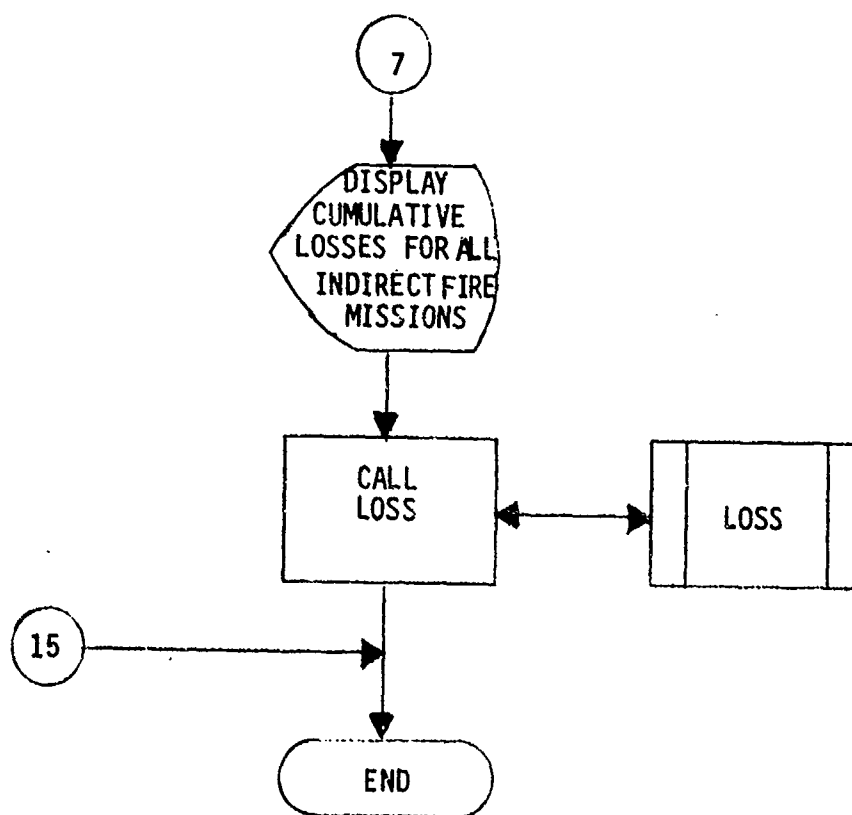 7
DISPLAY
CUMULATIVE
LOSSES FOR ALL
INDIRECT FIRE
MISSIONS
CALL
LOSS
LOSS
15
END